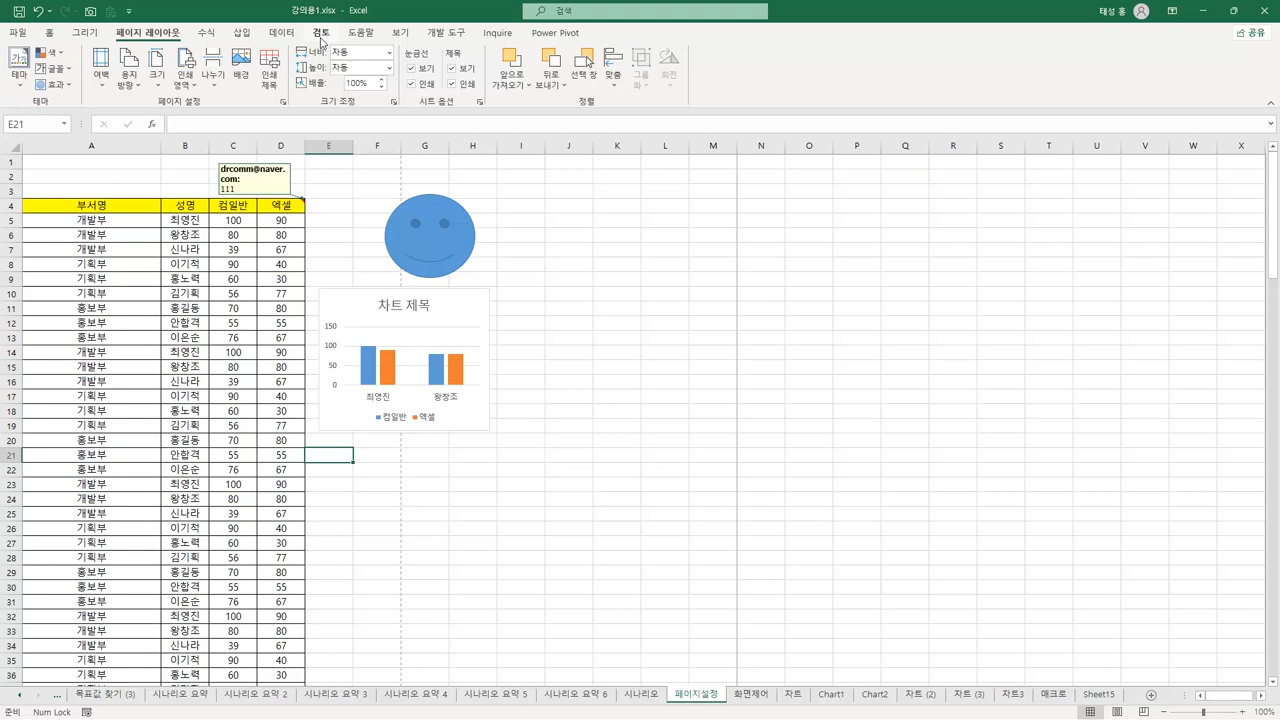 강의용1.xlsx - Excel
검색
태성 홍
파일 홈 그리기 페이지 레이아웃 수식 삽입 데이터 검토 도움말 보기 개발 도구 Inquire Power Pivot 공유
테마 색 글꼴 효과
여백 용지 방향 크기 인쇄 영역 나누기 배경 인쇄 제목
너비: 자동
높이: 자동
배율: 100%
눈금선 제목
보기 보기
인쇄 인쇄
앞으로 가져오기 뒤로 보내기 선택 창 맞춤 그룹화 회전
테마 페이지 설정 크기 조정 시트 옵션 정렬
E21 fx
A B C D E F G H I J K L M N O P Q R S T U V W X
1
2
3
drcomm@naver.
com:
111
4 부서명 성명 컴일반 엑셀
5 개발부 최영진 100 90
6 개발부 왕창조 80 80
7 개발부 신나라 39 67
8 기획부 이기적 90 40
9 기획부 홍노력 60 30
10 기획부 김기획 56 77
11 홍보부 홍길동 70 80
12 홍보부 안합격 55 55
13 홍보부 이은순 76 67
14 개발부 최영진 100 90
15 개발부 왕창조 80 80
16 개발부 신나라 39 67
17 기획부 이기적 90 40
18 기획부 홍노력 60 30
19 기획부 김기획 56 77
20 홍보부 홍길동 70 80
21 홍보부 안합격 55 55
22 홍보부 이은순 76 67
23 개발부 최영진 100 90
24 개발부 왕창조 80 80
25 개발부 신나라 39 67
26 기획부 이기적 90 40
27 기획부 홍노력 60 30
28 기획부 김기획 56 77
29 홍보부 홍길동 70 80
30 홍보부 안합격 55 55
31 홍보부 이은순 76 67
32 개발부 최영진 100 90
33 개발부 왕창조 80 80
34 개발부 신나라 39 67
35 기획부 이기적 90 40
36 기획부 홍노력 60 30
차트 제목
150
100
50
0
최영진 왕창조
컴일반 엑셀
... 목표값 찾기 (3) 시나리오 요약 시나리오 요약 2 시나리오 요약 3 시나리오 요약 4 시나리오 요약 5 시나리오 요약 6 시나리오 페이지설정 화면제어 차트 Chart1 Chart2 차트 (2) 차트 (3) 차트3 매크로 Sheet15
준비 Num Lock 100%